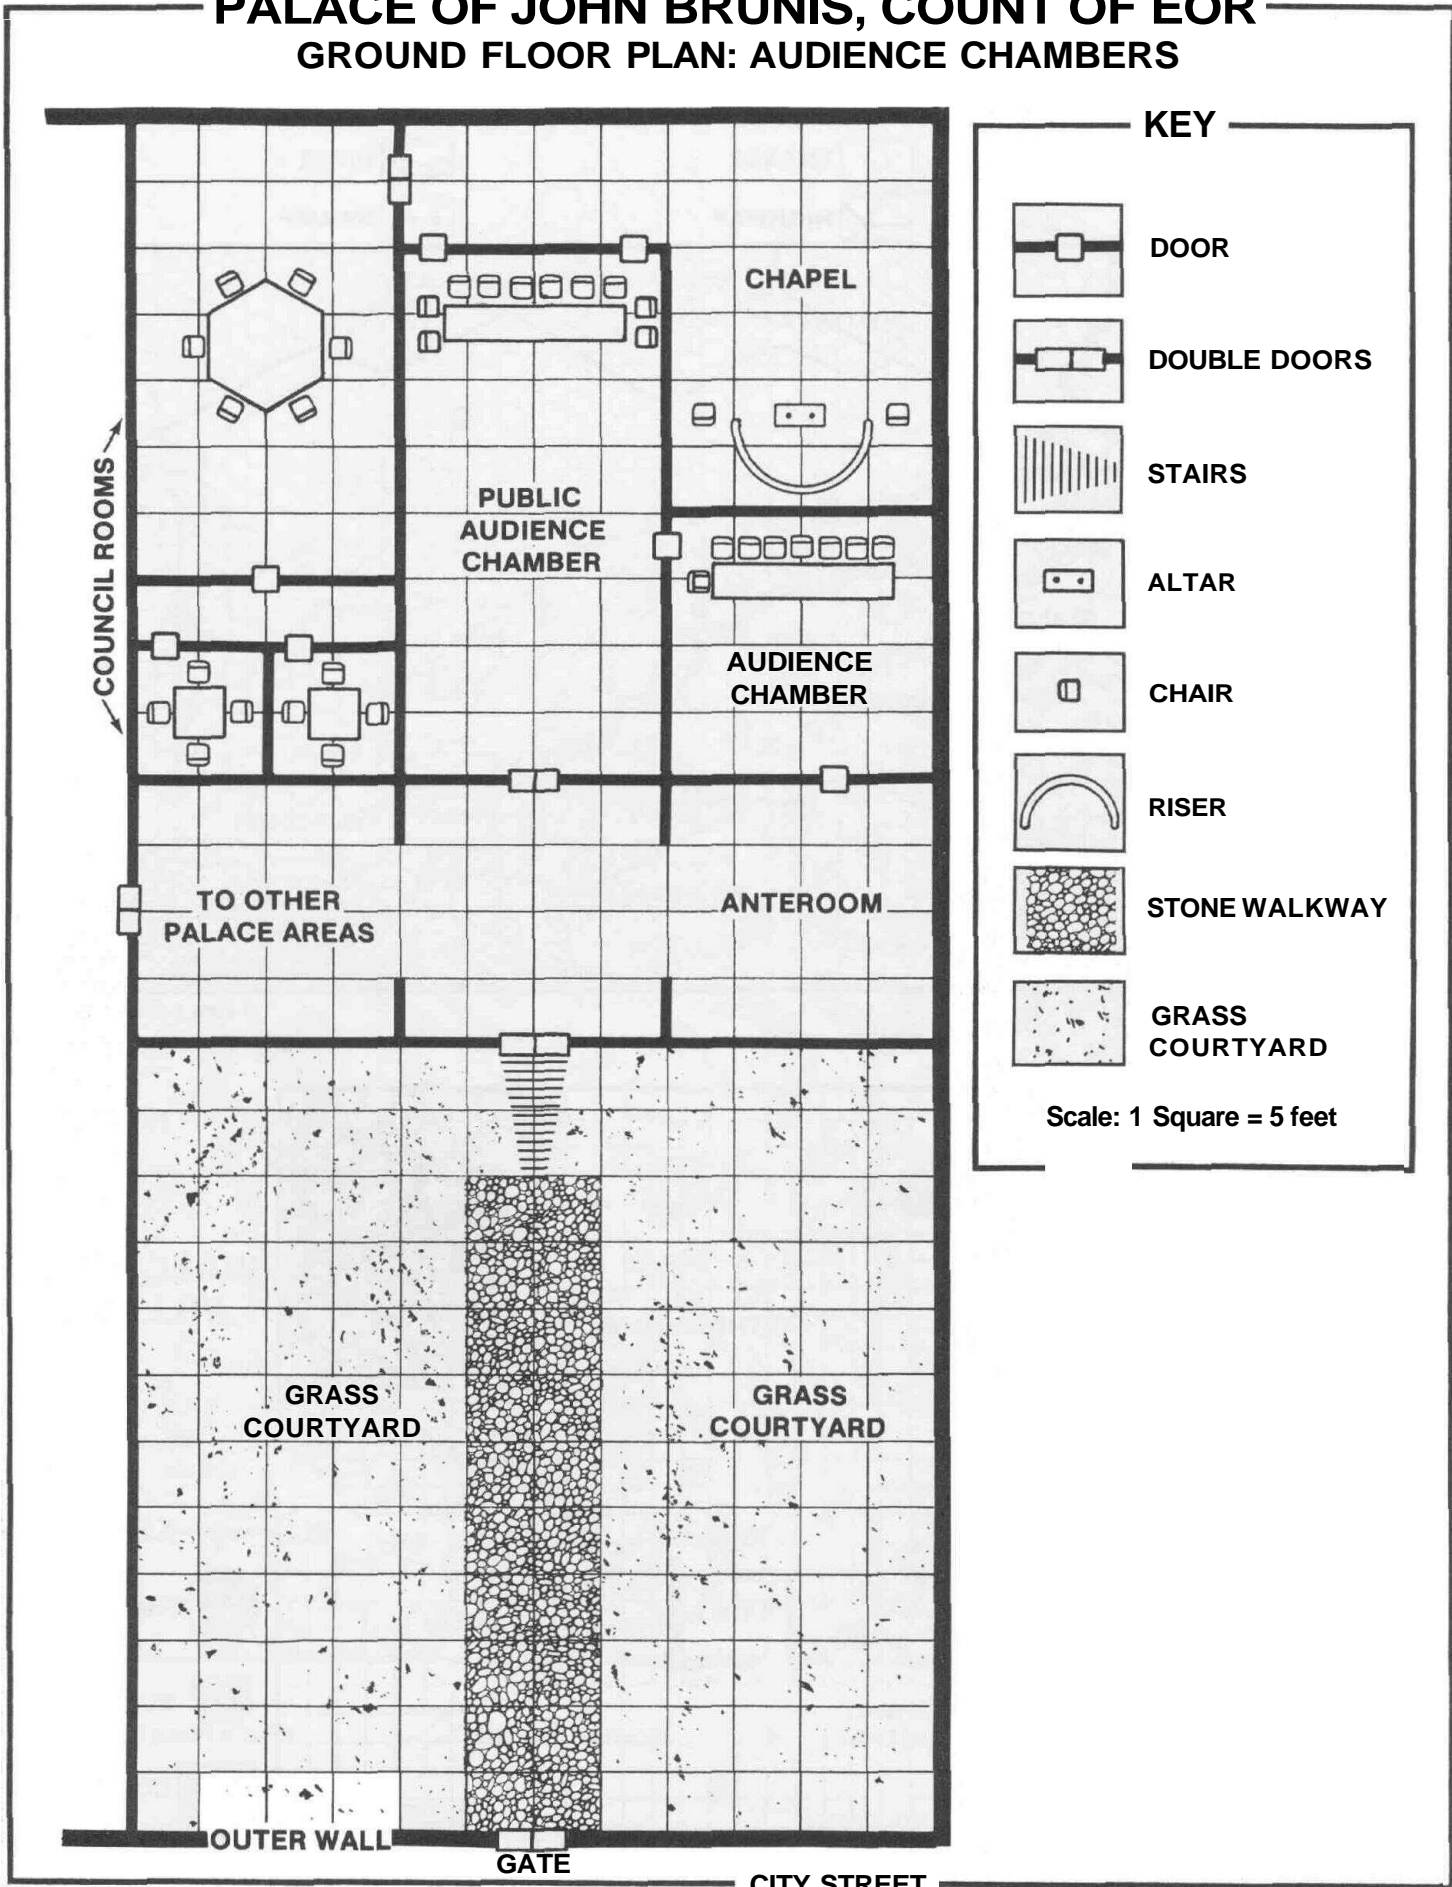 PALACE OF JOHN BRUNIS, COUNT OF EOR
GROUND FLOOR PLAN: AUDIENCE CHAMBERS
KEY
DOOR
DOUBLE DOORS
STAIRS
ALTAR
CHAIR
RISER
STONE WALKWAY
GRASS
COURTYARD
Scale: 1 Square = 5 feet
CHAPEL
COUNCIL ROOMS
PUBLIC
AUDIENCE
CHAMBER
AUDIENCE
CHAMBER
TO OTHER
PALACE AREAS
ANTEROOM
GRASS
COURTYARD
GRASS
COURTYARD
OUTER WALL
GATE
CITY STREET